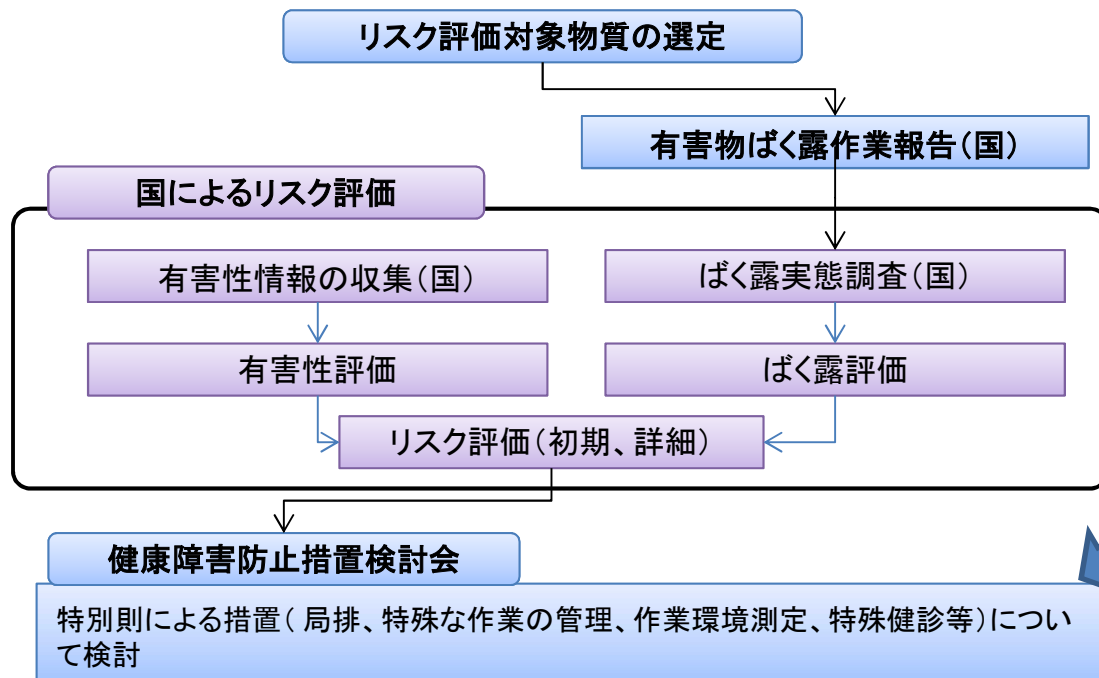 リスク評価対象物質の選定
有害物ばく露作業報告(国)
国によるリスク評価
有害性情報の収集(国)
ばく露実態調査(国)
有害性評価
ばく露評価
リスク評価(初期、詳細)
健康障害防止措置検討会
特別則による措置( 局排、特殊な作業の管理、作業環境測定、特殊健診等)につい
て検討